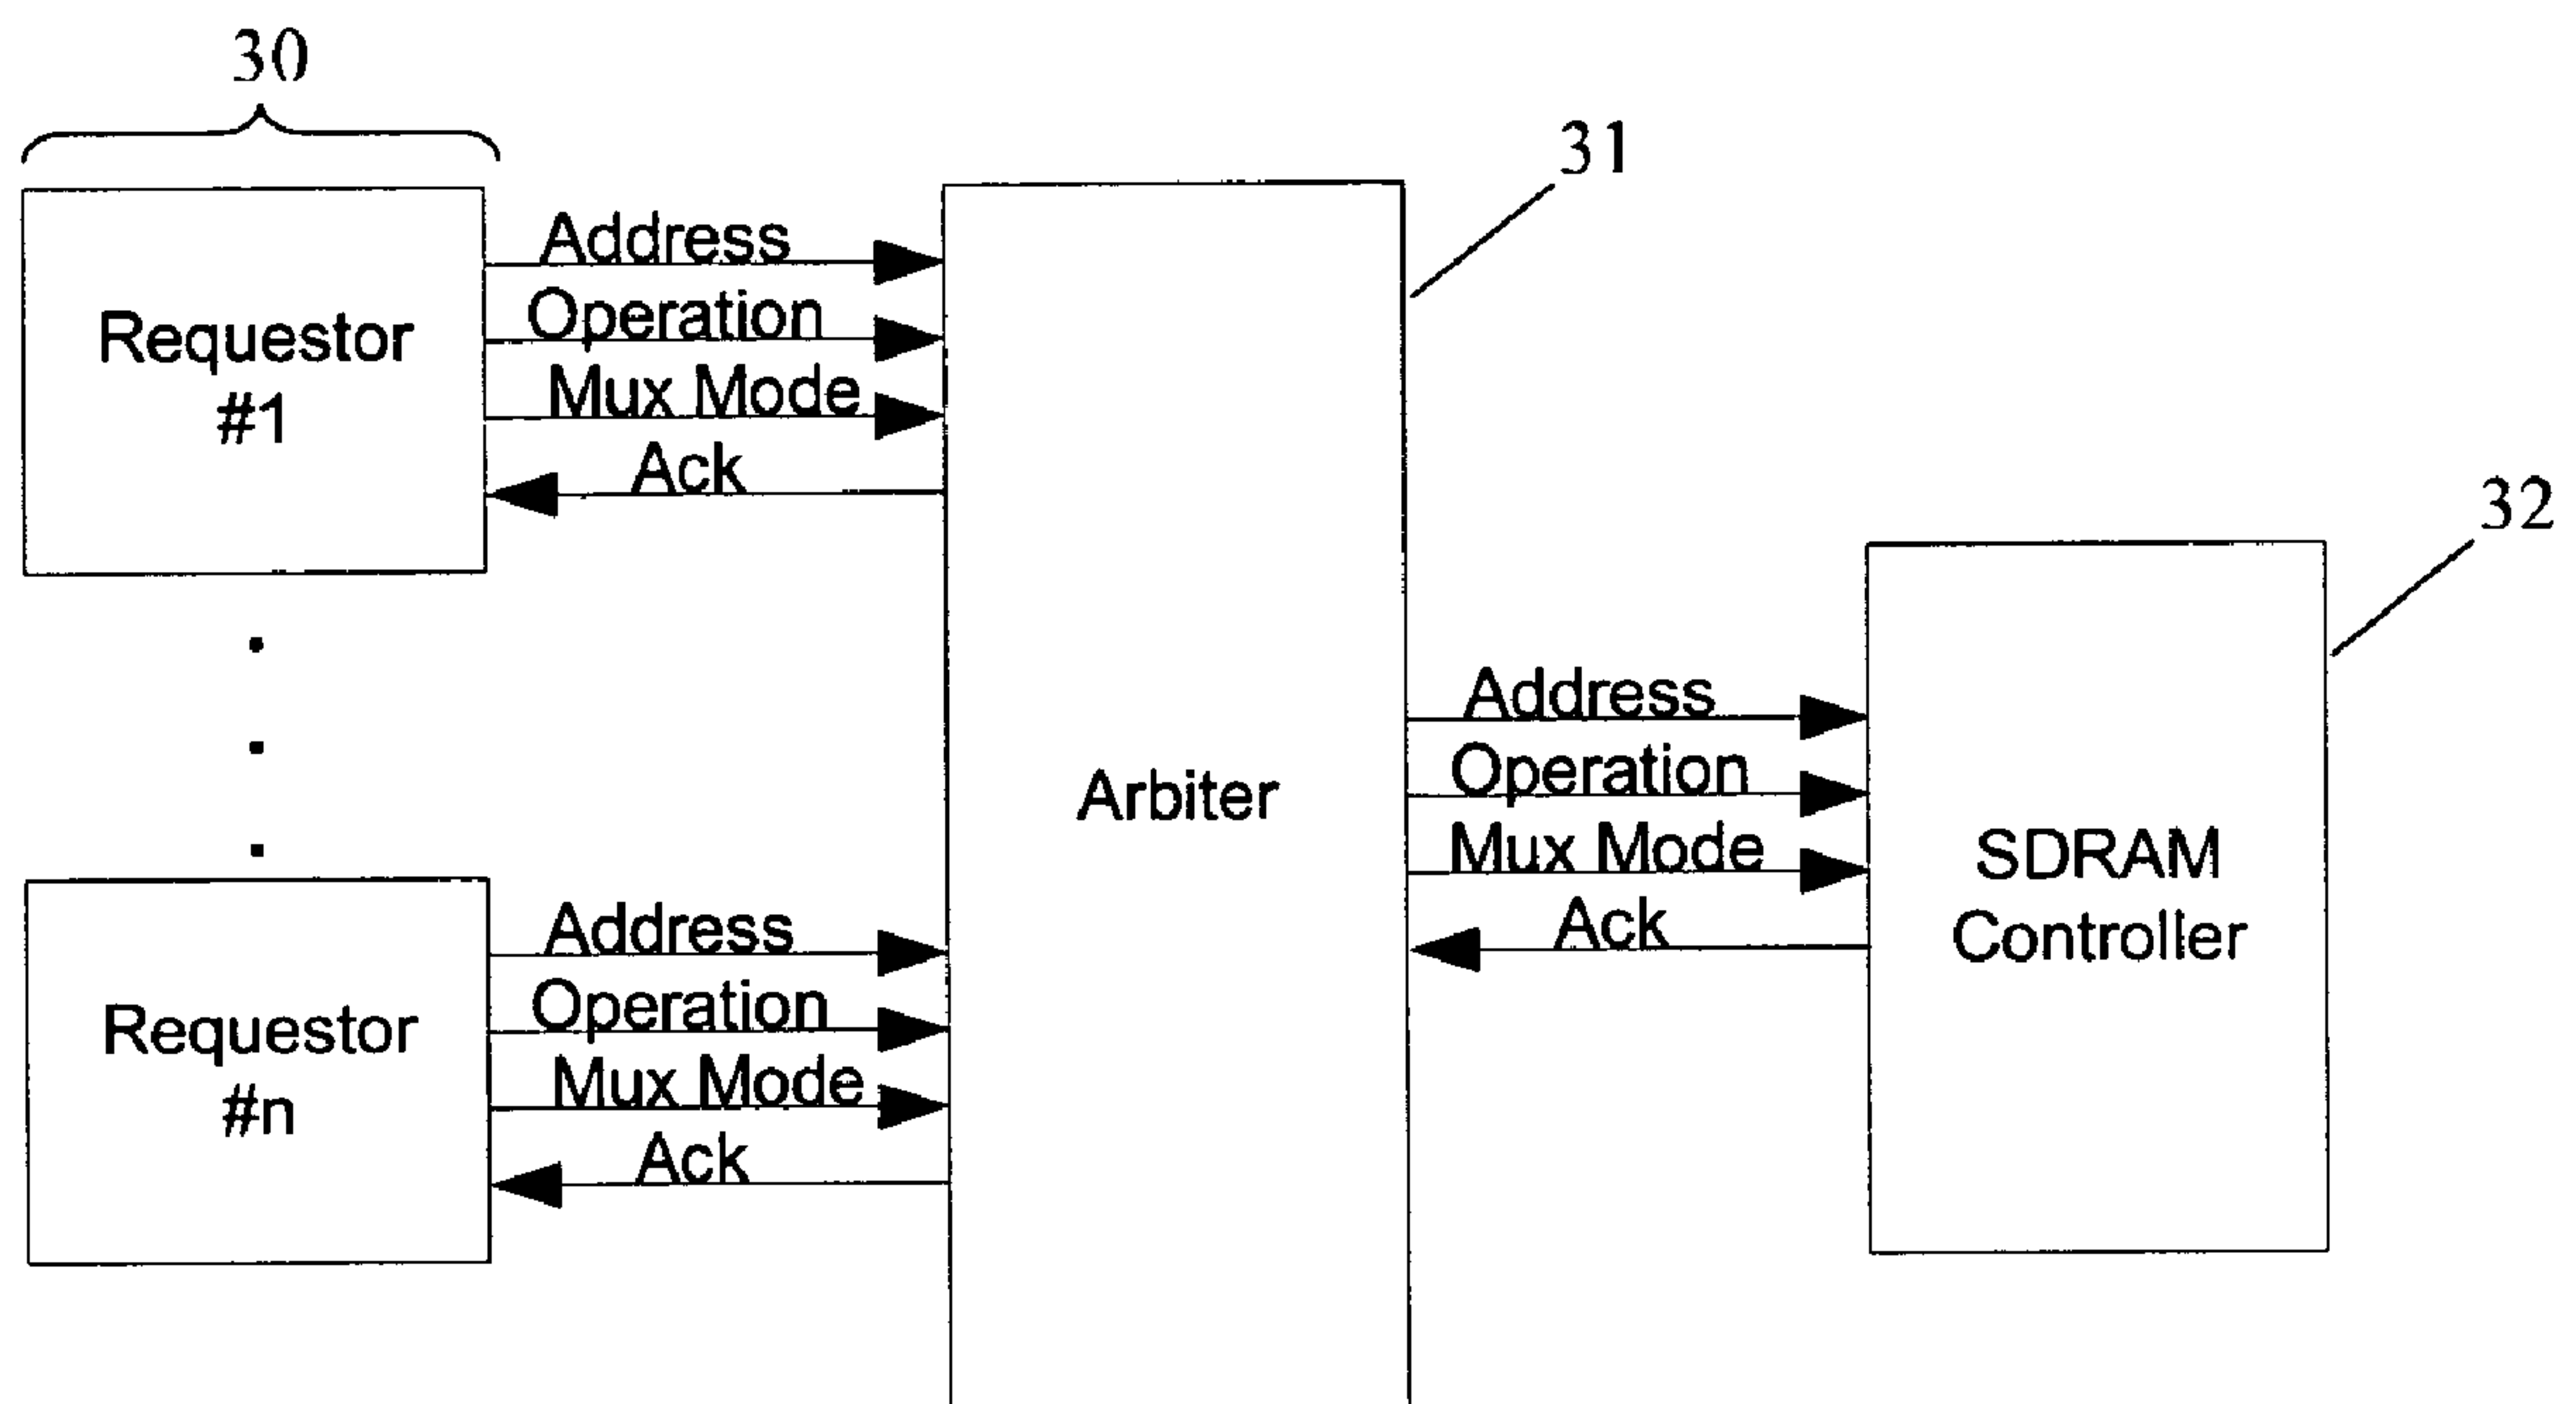 30
31
Requestor
#1
Address
Operation
Mux Mode
Ack
32
Arbiter
Address
Operation
Mux Mode
Ack
SDRAM
Controller
Requestor
#n
Address
Operation
Mux Mode
Ack